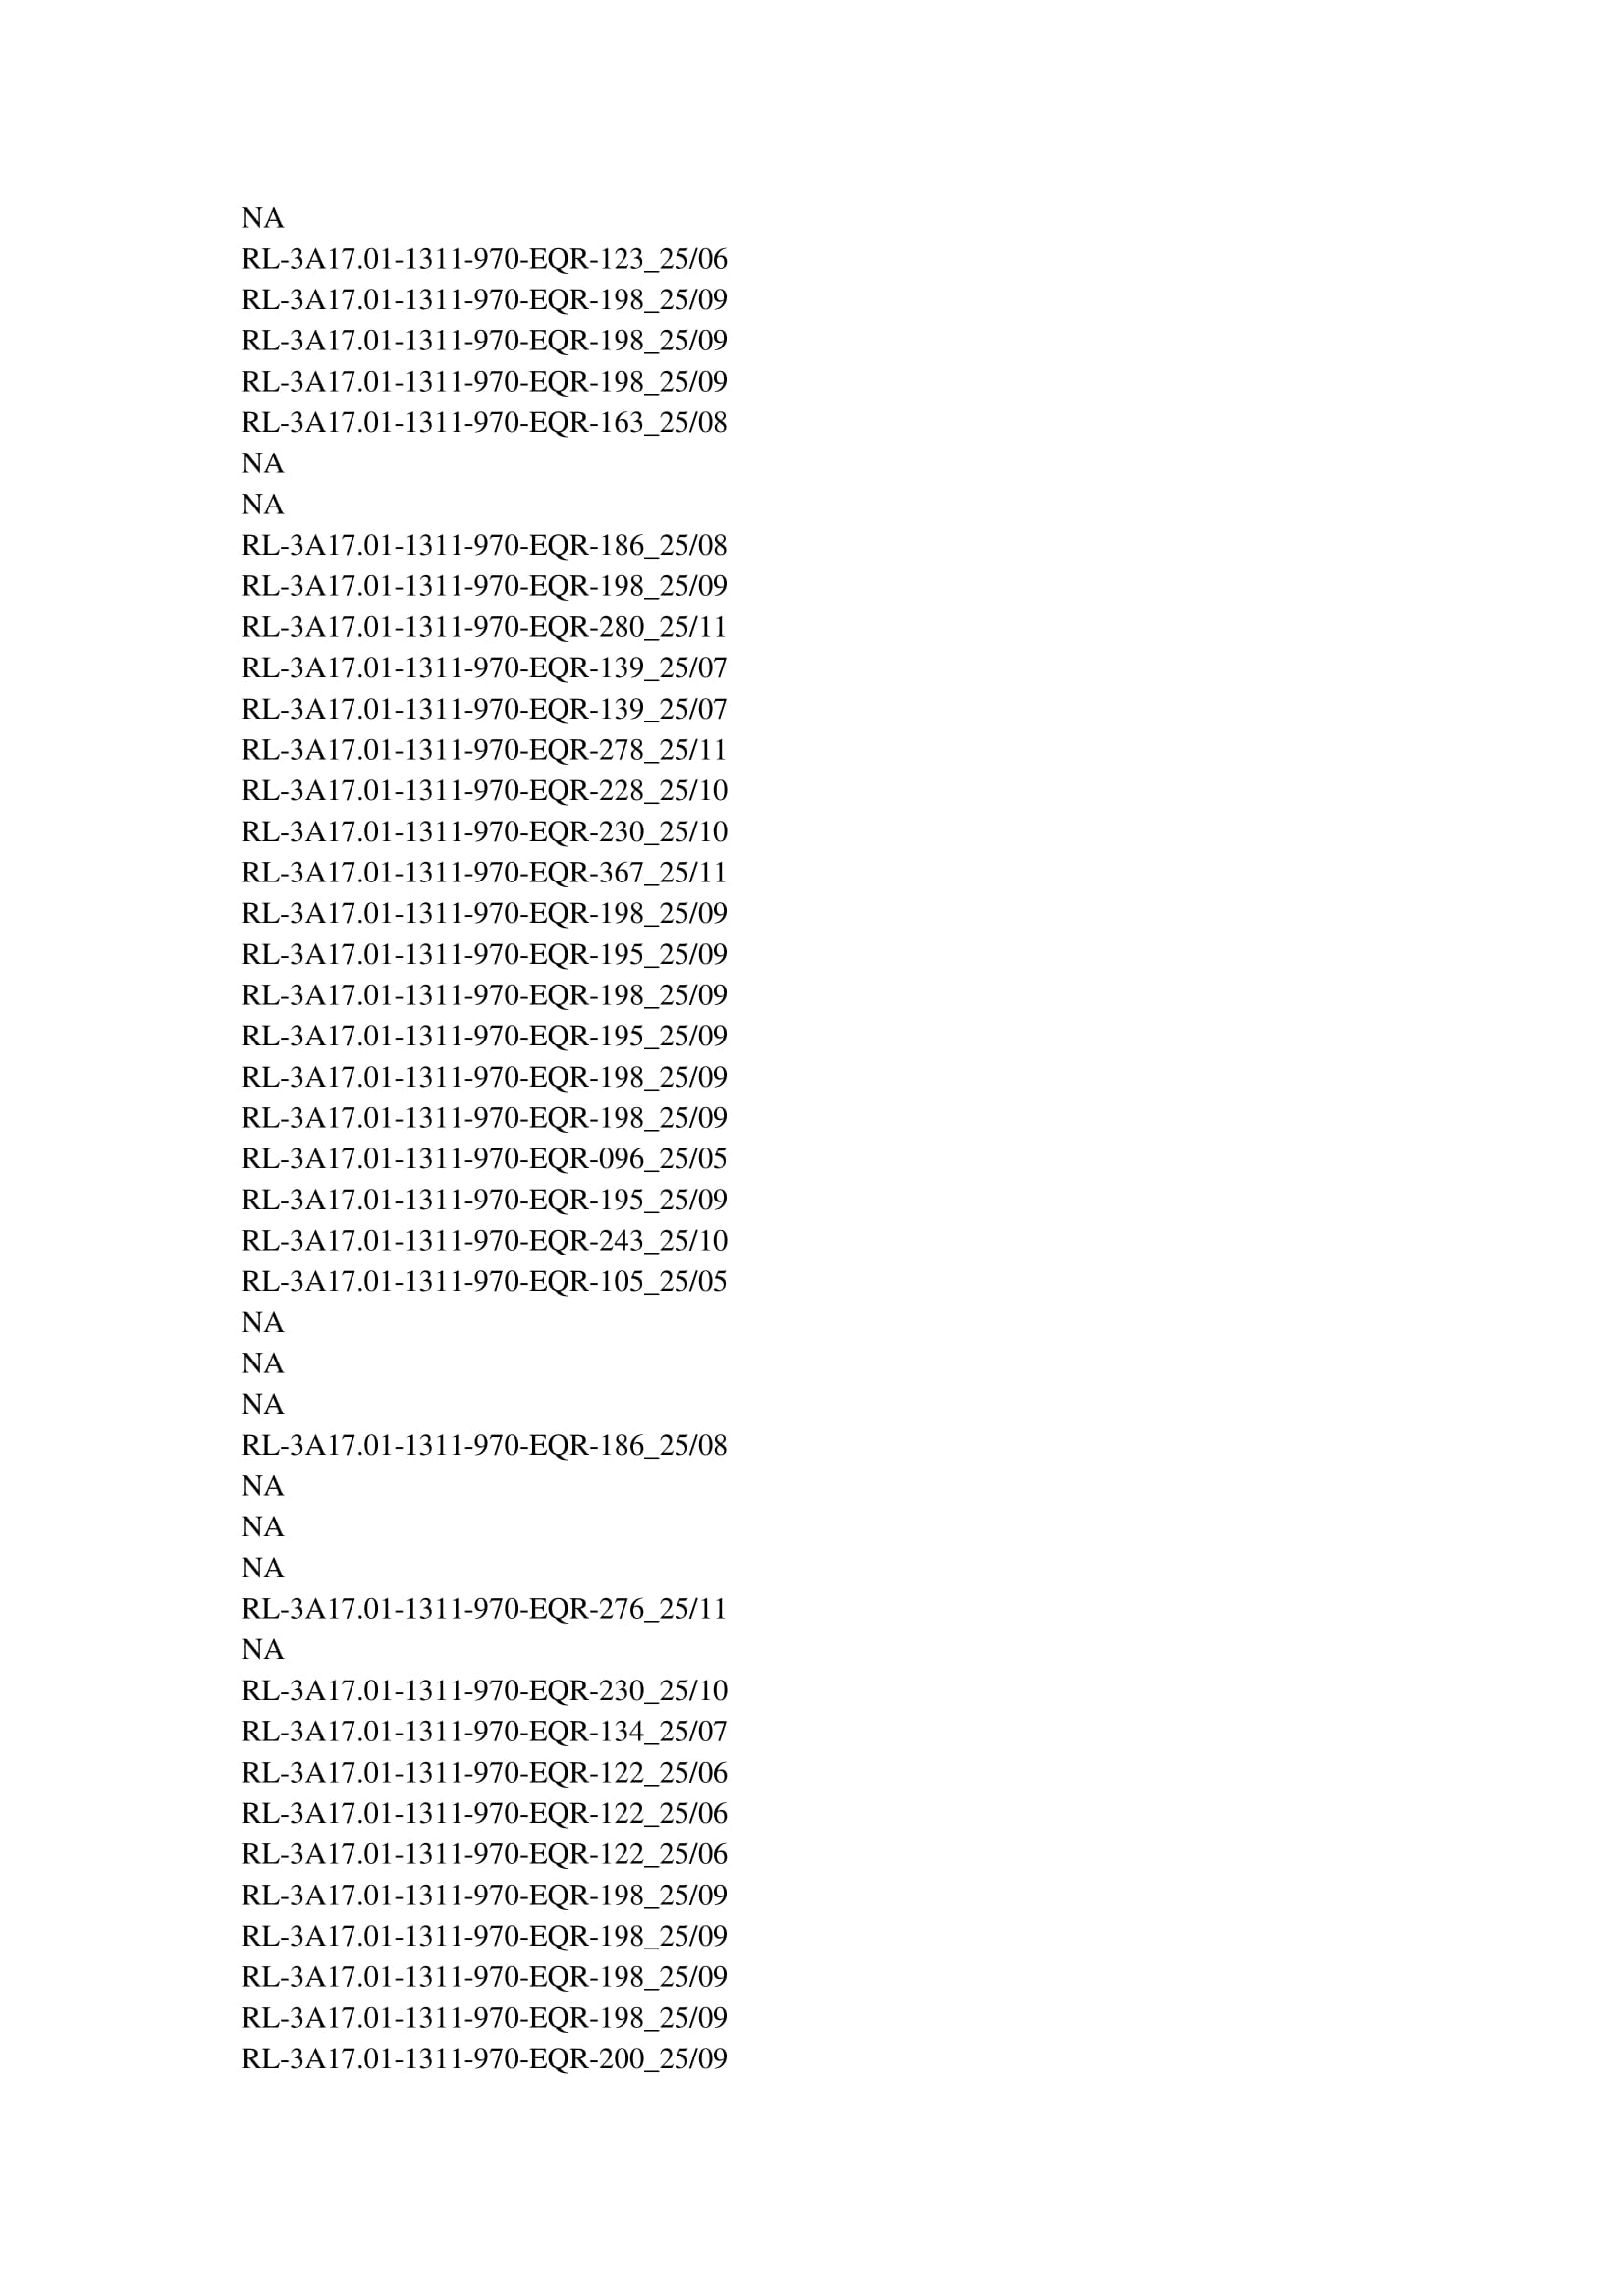 NA
RL-3A17.01-1311-970-EQR-123_25/06
RL-3A17.01-1311-970-EQR-198_25/09
RL-3A17.01-1311-970-EQR-198_25/09
RL-3A17.01-1311-970-EQR-198_25/09
RL-3A17.01-1311-970-EQR-163_25/08
NA
NA
RL-3A17.01-1311-970-EQR-186_25/08
RL-3A17.01-1311-970-EQR-198_25/09
RL-3A17.01-1311-970-EQR-280_25/11
RL-3A17.01-1311-970-EQR-139_25/07
RL-3A17.01-1311-970-EQR-139_25/07
RL-3A17.01-1311-970-EQR-278_25/11
RL-3A17.01-1311-970-EQR-228_25/10
RL-3A17.01-1311-970-EQR-230_25/10
RL-3A17.01-1311-970-EQR-367_25/11
RL-3A17.01-1311-970-EQR-198_25/09
RL-3A17.01-1311-970-EQR-195_25/09
RL-3A17.01-1311-970-EQR-198_25/09
RL-3A17.01-1311-970-EQR-195_25/09
RL-3A17.01-1311-970-EQR-198_25/09
RL-3A17.01-1311-970-EQR-198_25/09
RL-3A17.01-1311-970-EQR-096_25/05
RL-3A17.01-1311-970-EQR-195_25/09
RL-3A17.01-1311-970-EQR-243_25/10
RL-3A17.01-1311-970-EQR-105_25/05
NA
NA
NA
RL-3A17.01-1311-970-EQR-186_25/08
NA
NA
NA
RL-3A17.01-1311-970-EQR-276_25/11
NA
RL-3A17.01-1311-970-EQR-230_25/10
RL-3A17.01-1311-970-EQR-134_25/07
RL-3A17.01-1311-970-EQR-122_25/06
RL-3A17.01-1311-970-EQR-122_25/06
RL-3A17.01-1311-970-EQR-122_25/06
RL-3A17.01-1311-970-EQR-198_25/09
RL-3A17.01-1311-970-EQR-198_25/09
RL-3A17.01-1311-970-EQR-198_25/09
RL-3A17.01-1311-970-EQR-198_25/09
RL-3A17.01-1311-970-EQR-200_25/09